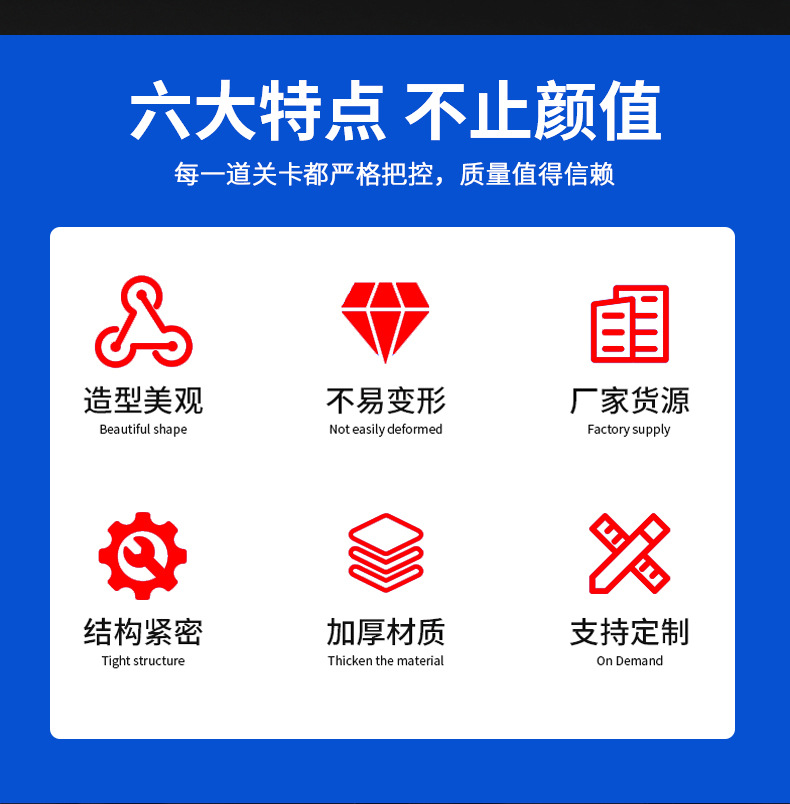 六大特点 不止颜值
每一道关卡都严格把控，质量值得信赖
造型美观
Beautiful shape
不易变形
Not easily deformed
厂家货源
Factory supply
结构紧密
Tight structure
加厚材质
Thicken the material
支持定制
On Demand